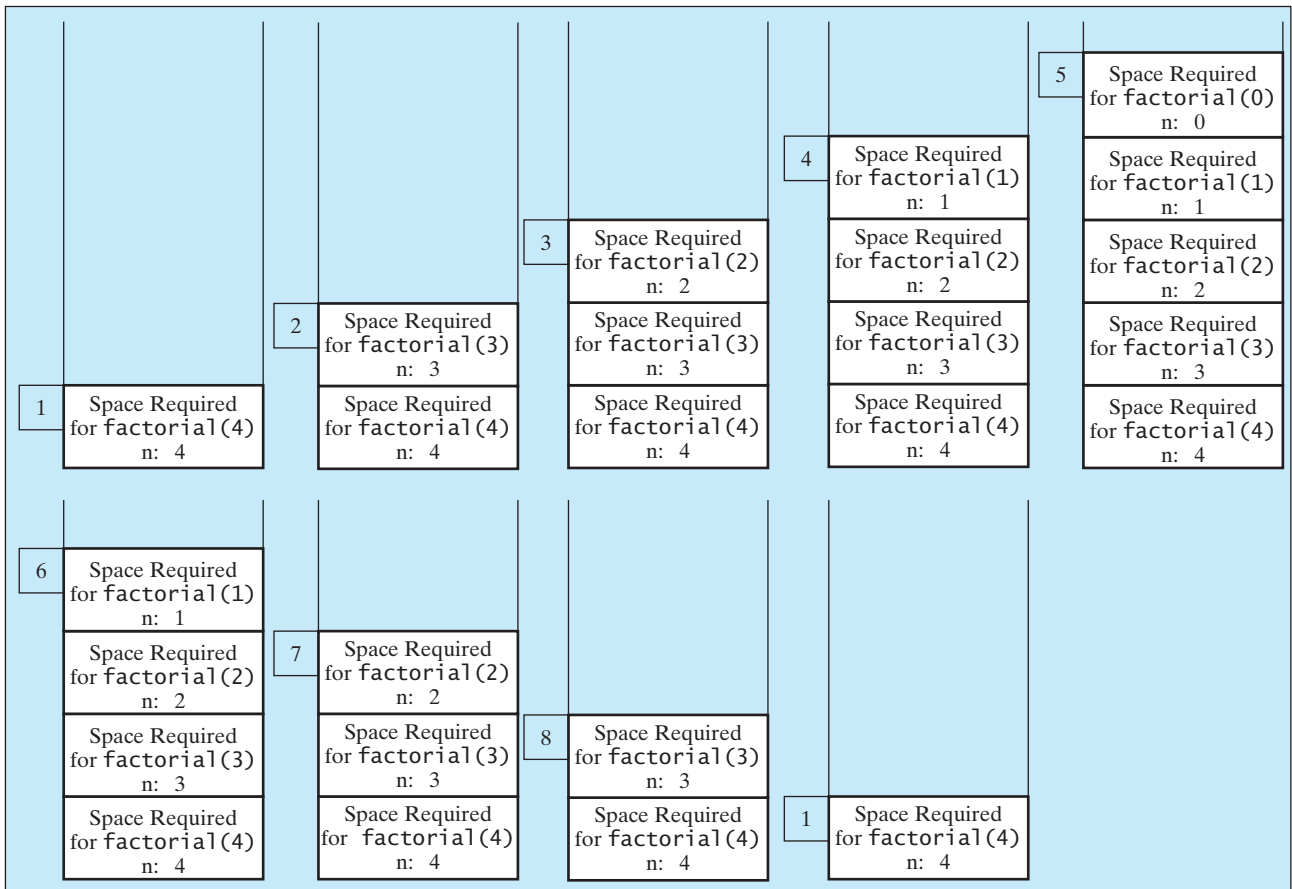 1
Space Required
for factorial(4)
n: 4
2
Space Required
for factorial(3)
n: 3
Space Required
for factorial(4)
n: 4
3
Space Required
for factorial(2)
n: 2
Space Required
for factorial(3)
n: 3
Space Required
for factorial(4)
n: 4
4
Space Required
for factorial(1)
n: 1
Space Required
for factorial(2)
n: 2
Space Required
for factorial(3)
n: 3
Space Required
for factorial(4)
n: 4
5
Space Required
for factorial(0)
n: 0
Space Required
for factorial(1)
n: 1
Space Required
for factorial(2)
n: 2
Space Required
for factorial(3)
n: 3
Space Required
for factorial(4)
n: 4
6
Space Required
for factorial(1)
n: 1
Space Required
for factorial(2)
n: 2
Space Required
for factorial(3)
n: 3
Space Required
for factorial(4)
n: 4
7
Space Required
for factorial(2)
n: 2
Space Required
for factorial(3)
n: 3
Space Required
for factorial(4)
n: 4
8
Space Required
for factorial(3)
n: 3
Space Required
for factorial(4)
n: 4
1
Space Required
for factorial(4)
n: 4